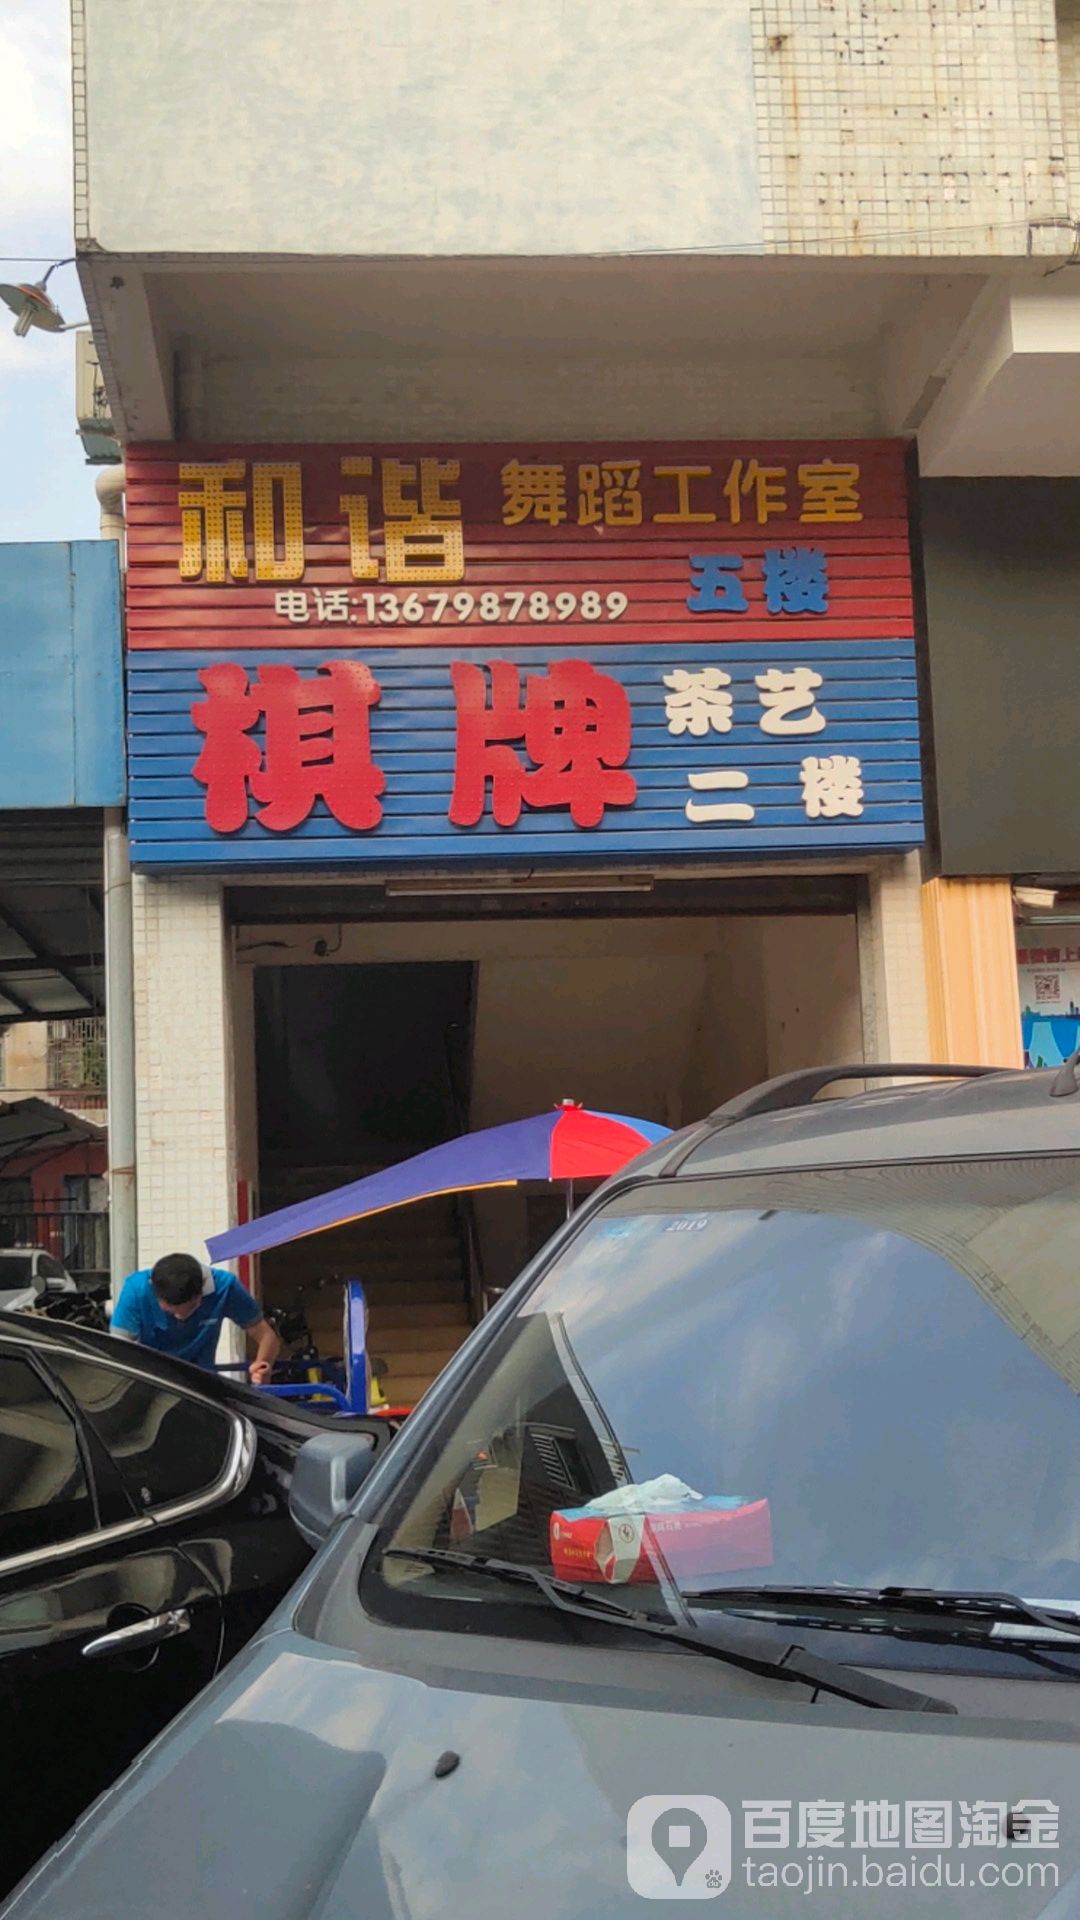 和谐 舞蹈工作室
电话:13679878989 五楼
棋牌 茶艺
二楼
2019
百度地图淘金
taojin.baidu.com